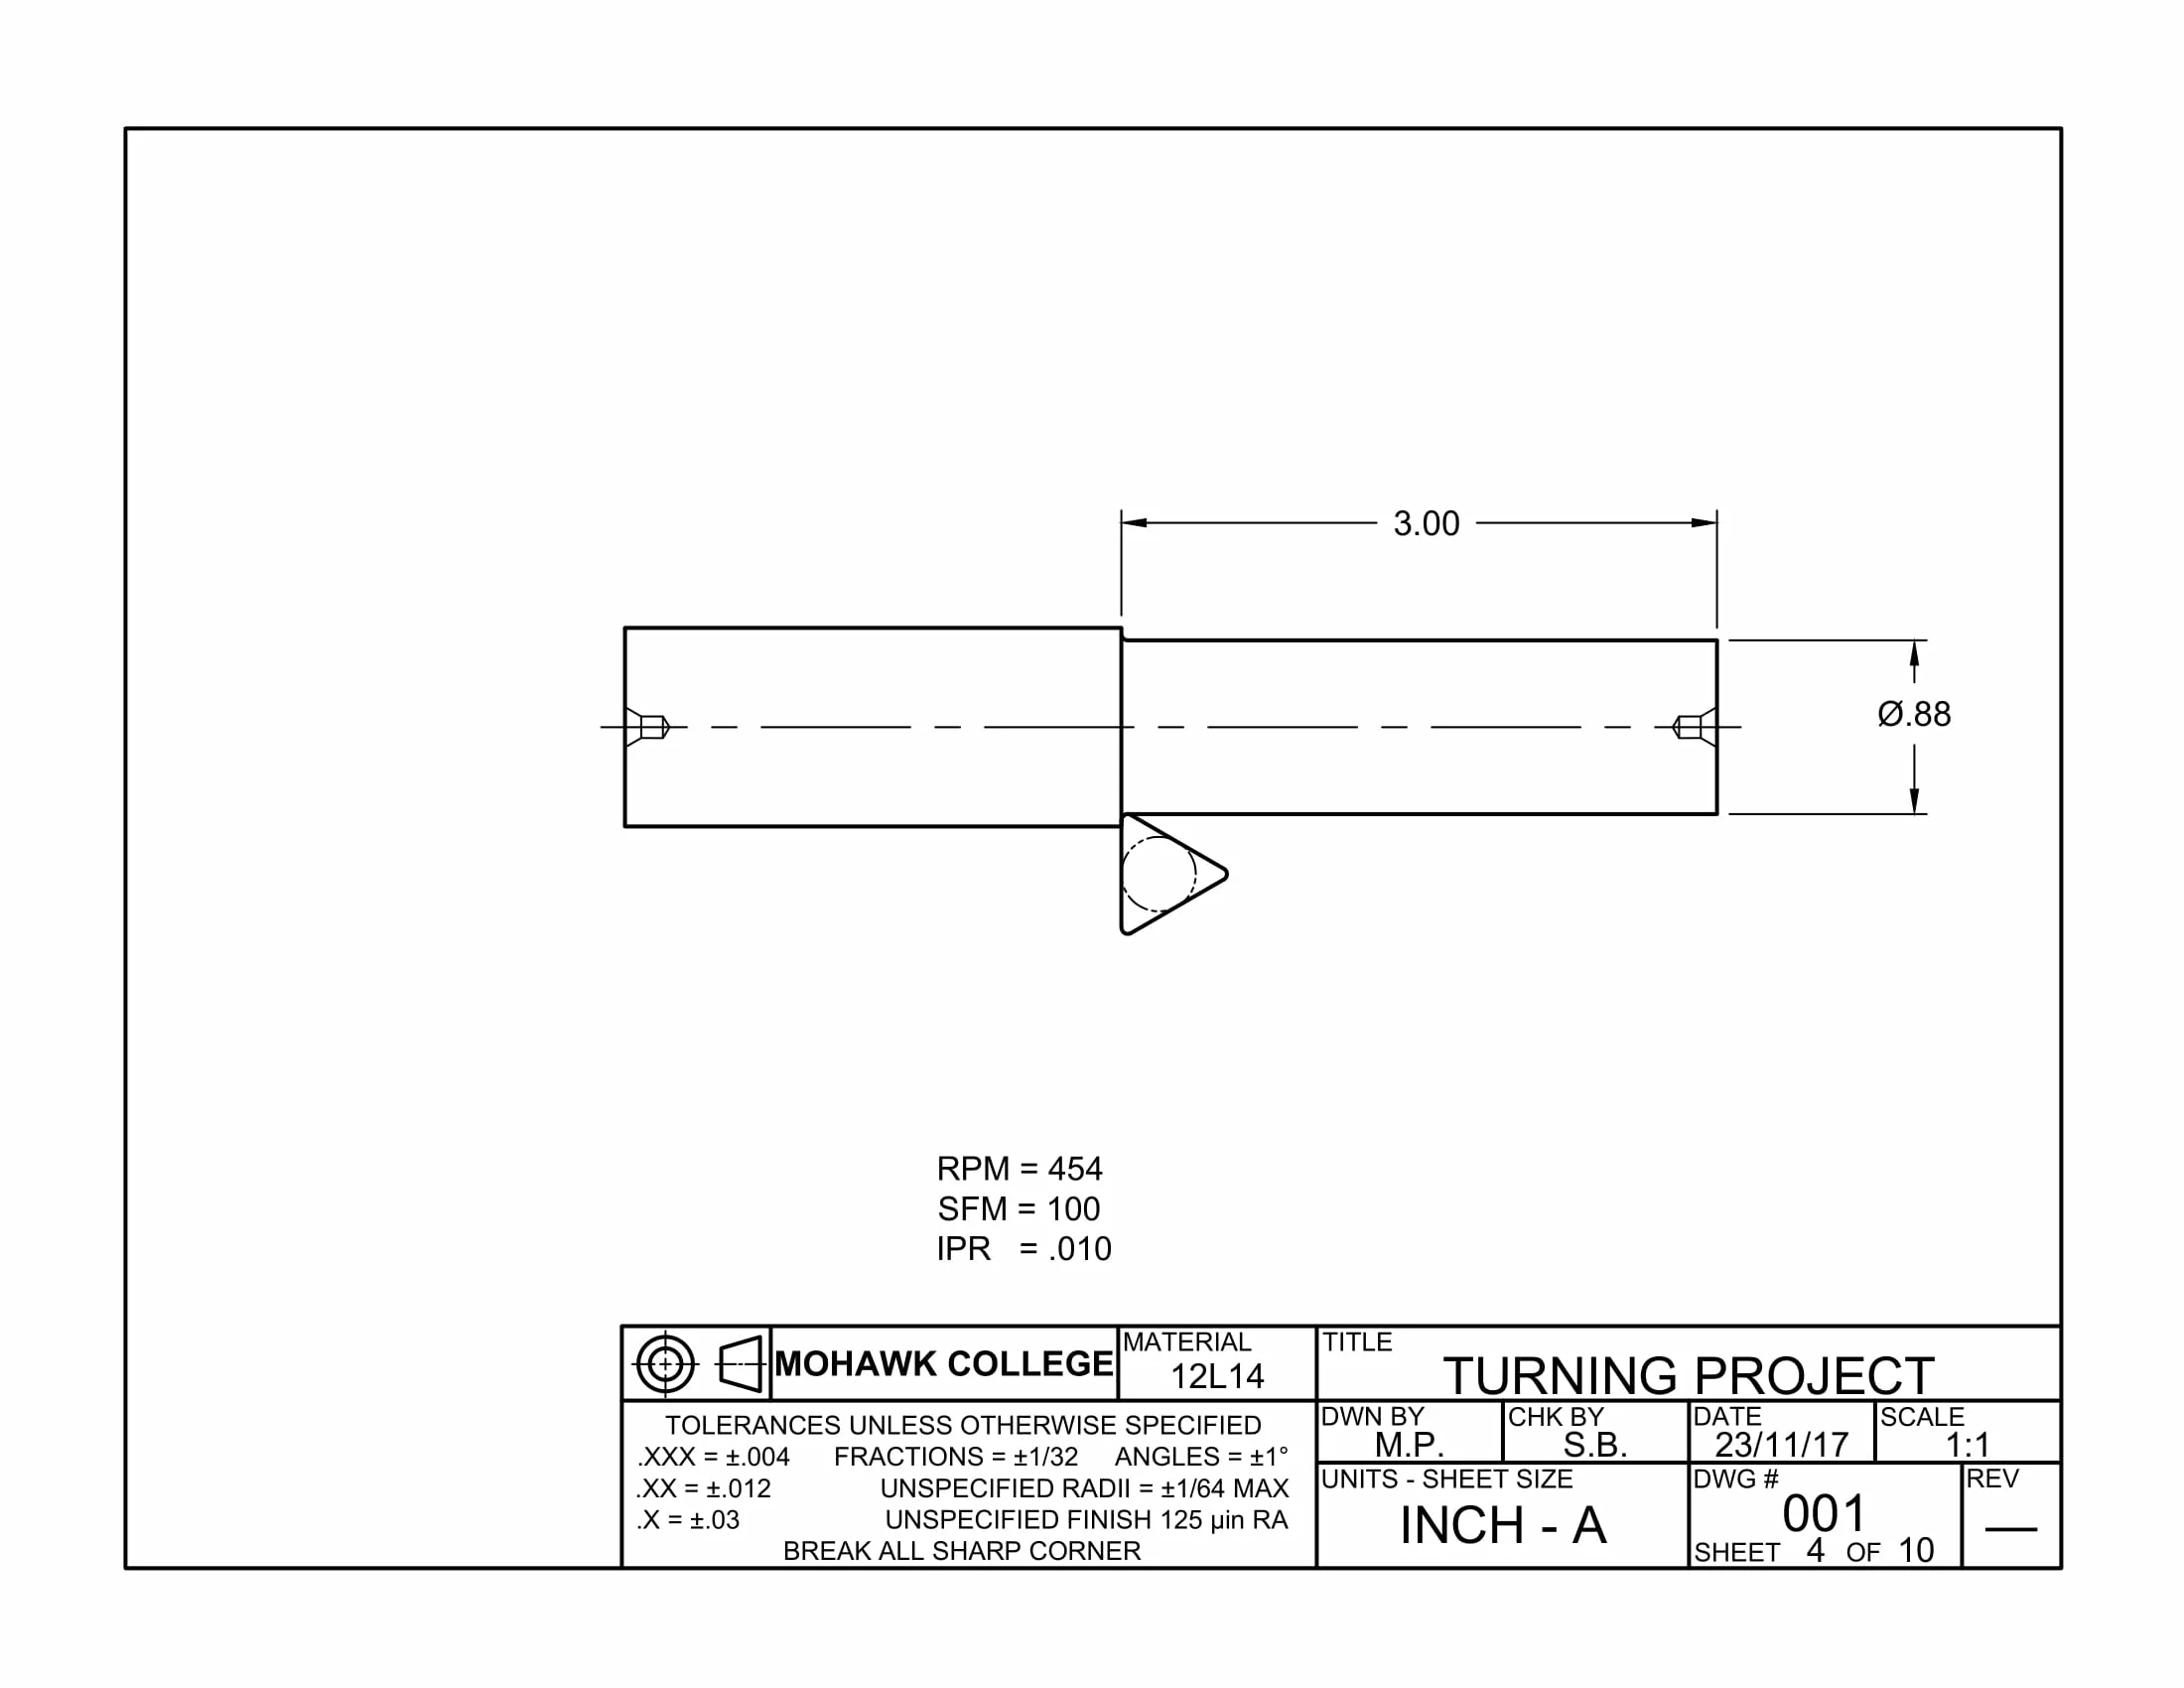 3.00
Ø.88
RPM = 454
SFM = 100
IPR = .010
MOHAWK COLLEGE
MATERIAL
12L14
TITLE
TURNING PROJECT
TOLERANCES UNLESS OTHERWISE SPECIFIED
.XXX = ±.004 FRACTIONS = ±1/32 ANGLES = ±1°
.XX = ±.012 UNSPECIFIED RADII = ±1/64 MAX
.X = ±.03 UNSPECIFIED FINISH 125 µin RA
BREAK ALL SHARP CORNER
DWN BY
M.P.
CHK BY
S.B.
DATE
23/11/17
SCALE
1:1
UNITS - SHEET SIZE
INCH - A
DWG #
001
SHEET 4 OF 10
REV
—